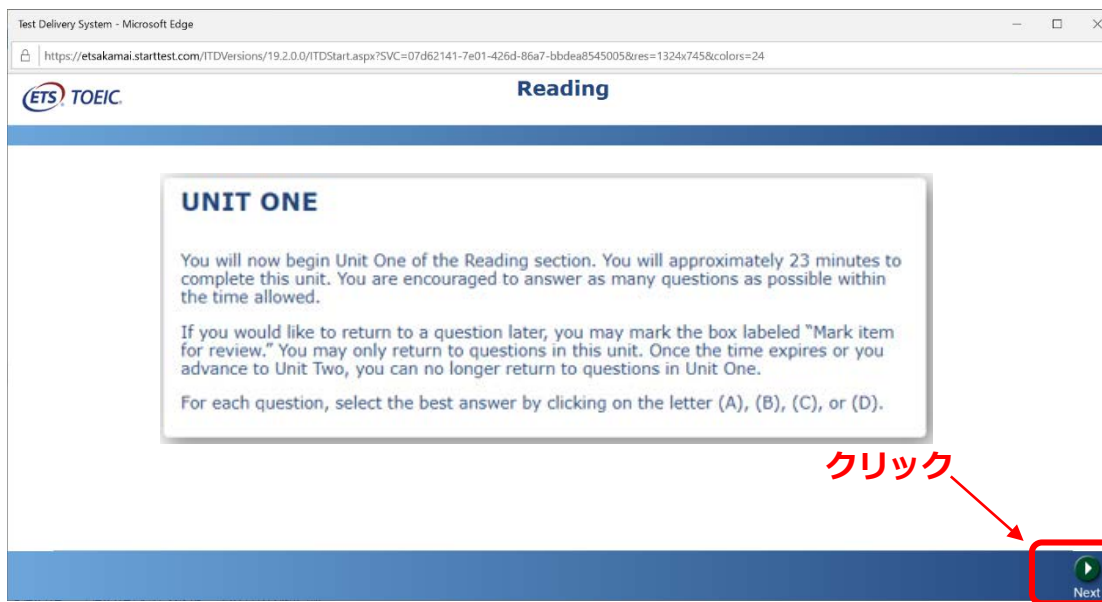 Test Delivery System - Microsoft Edge
https://etsakamai.starttest.com/ITDVersions/19.2.0.0/ITDStart.aspx?SVC=07d62141-7e01-426d-86a7-bbdea8545005&res=1324x745&colors=24
ETS TOEIC.
Reading
UNIT ONE
You will now begin Unit One of the Reading section. You will approximately 23 minutes to
complete this unit. You are encouraged to answer as many questions as possible within
the time allowed.
If you would like to return to a question later, you may mark the box labeled “Mark item
for review.” You may only return to questions in this unit. Once the time expires or you
advance to Unit Two, you can no longer return to questions in Unit One.
For each question, select the best answer by clicking on the letter (A), (B), (C), or (D).
クリック
Next